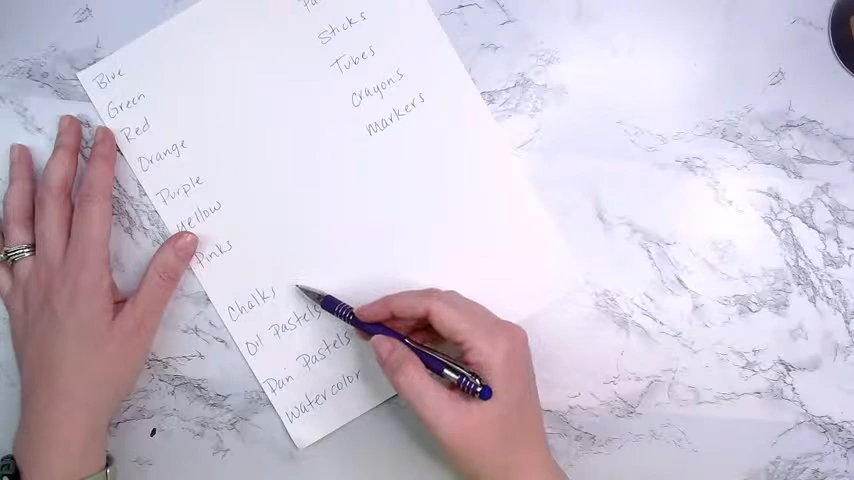 Blue
Green
Red
Orange
Purple
Yellow
Pinks
Chalks
Oil Pastels
Pan Pastels
Watercolor
Sticks
Tubes
Crayons
Markers